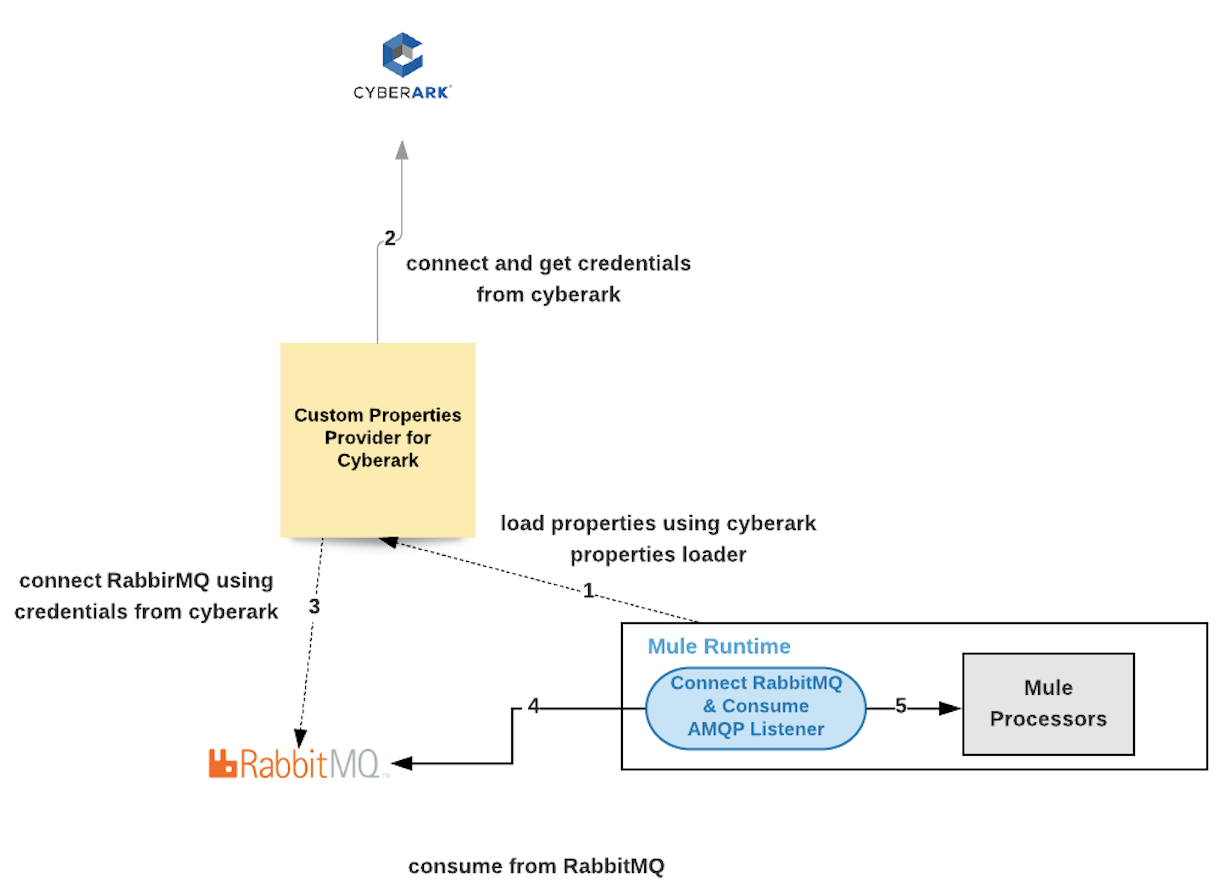 CYBERARK
2
connect and get credentials
from cyberark
Custom Properties
Provider for
Cyberark
load properties using cyberark
properties loader
1
connect RabbirMQ using
credentials from cyberark
3
Mule Runtime
Connect RabbitMQ
& Consume
AMQP Listener
4
5
Mule
Processors
RabbitMQ™
consume from RabbitMQ